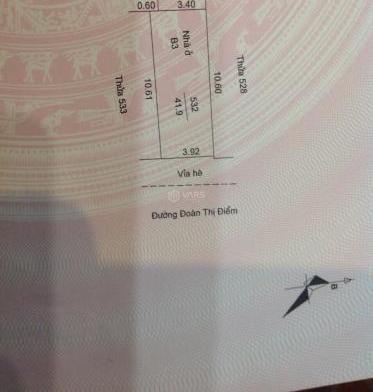 0.60 3.40
Nhà ở
B3
Thửa 533
10.61
532
41.9
10.60
Thửa 528
3.92
Vỉa hè
VARS
Đường Đoàn Thị Điểm
B